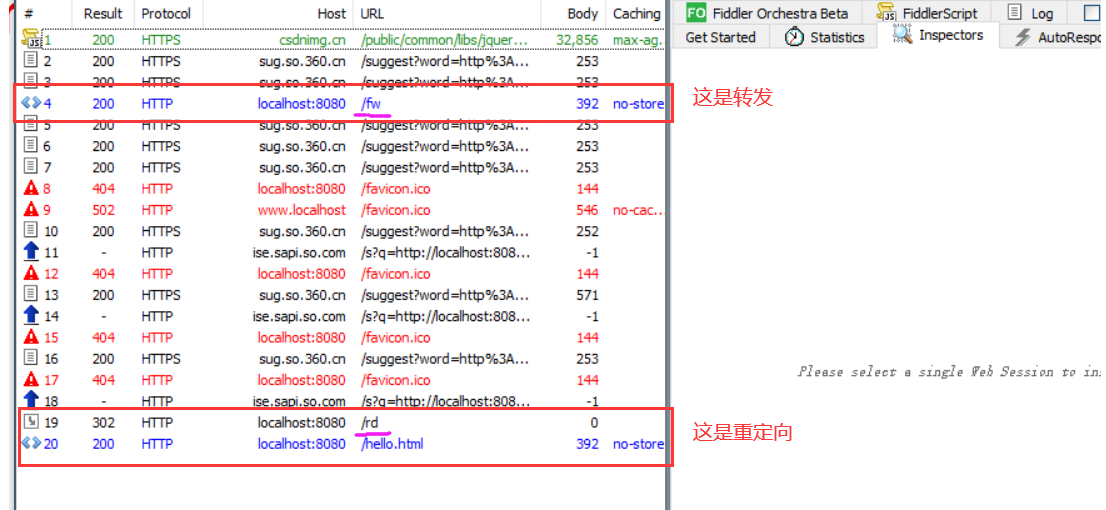 # Result Protocol Host URL Body Caching
1 200 HTTPS csdnimg.cn /public/common/libs/jquer... 32,856 max-ag.
2 200 HTTPS sug.so.360.cn /suggest?word=http%3A... 253
3 200 HTTPS sug.so.360.cn /suggest?word=http%3A... 253
4 200 HTTP localhost:8080 /fw 392 no-store
5 200 HTTPS sug.so.360.cn /suggest?word=http%3A... 253
6 200 HTTPS sug.so.360.cn /suggest?word=http%3A... 253
7 200 HTTPS sug.so.360.cn /suggest?word=http%3A... 253
8 404 HTTP localhost:8080 /favicon.ico 144
9 502 HTTP www.localhost /favicon.ico 546 no-cac...
10 200 HTTPS sug.so.360.cn /suggest?word=http%3A... 252
11 - HTTP ise.sapi.so.com /s?q=http://localhost:808... -1
12 404 HTTP localhost:8080 /favicon.ico 144
13 200 HTTPS sug.so.360.cn /suggest?word=http%3A... 571
14 - HTTP ise.sapi.so.com /s?q=http://localhost:808... -1
15 404 HTTP localhost:8080 /favicon.ico 144
16 200 HTTPS sug.so.360.cn /suggest?word=http%3A... 253
17 404 HTTP localhost:8080 /favicon.ico 144
18 - HTTP ise.sapi.so.com /s?q=http://localhost:808... -1
19 302 HTTP localhost:8080 /rd 0
20 200 HTTP localhost:8080 /hello.html 392 no-store
FO Fiddler Orchestra Beta JS FiddlerScript Log
Get Started Statistics Inspectors AutoRespo
这是转发
Please select a single Web Session to in
这是重定向